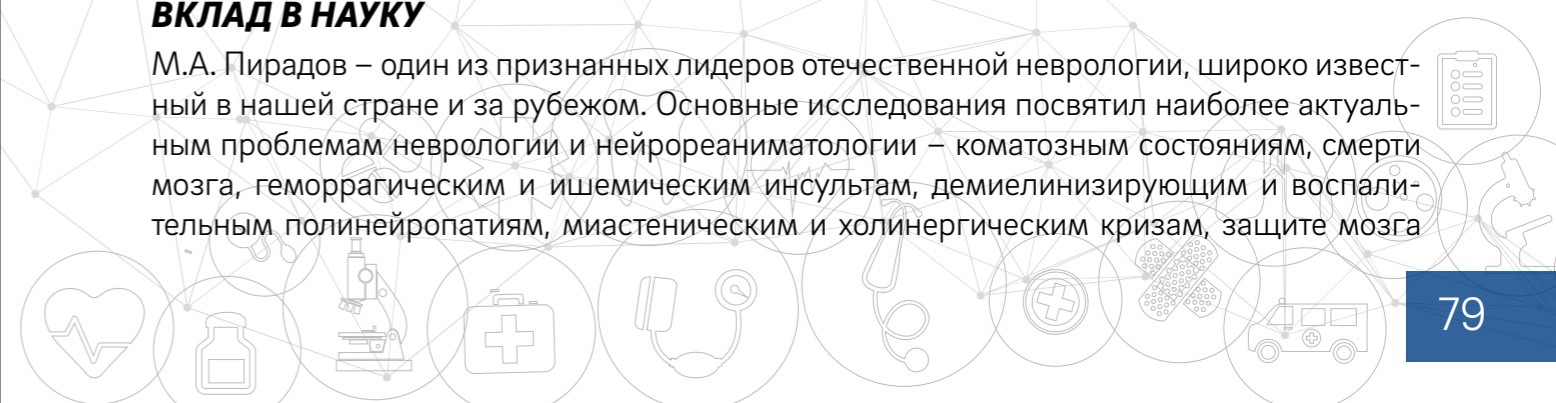 ВКЛАД В НАУКУ
М.А. Пирадов – один из признанных лидеров отечественной неврологии, широко извест-
ный в нашей стране и за рубежом. Основные исследования посвятил наиболее актуаль-
ным проблемам неврологии и нейрореаниматологии – коматозным состояниям, смерти
мозга, геморрагическим и ишемическим инсультам, демиелинизирующим и воспали-
тельным полинейропатиям, миастеническим и холинергическим кризам, защите мозга
79